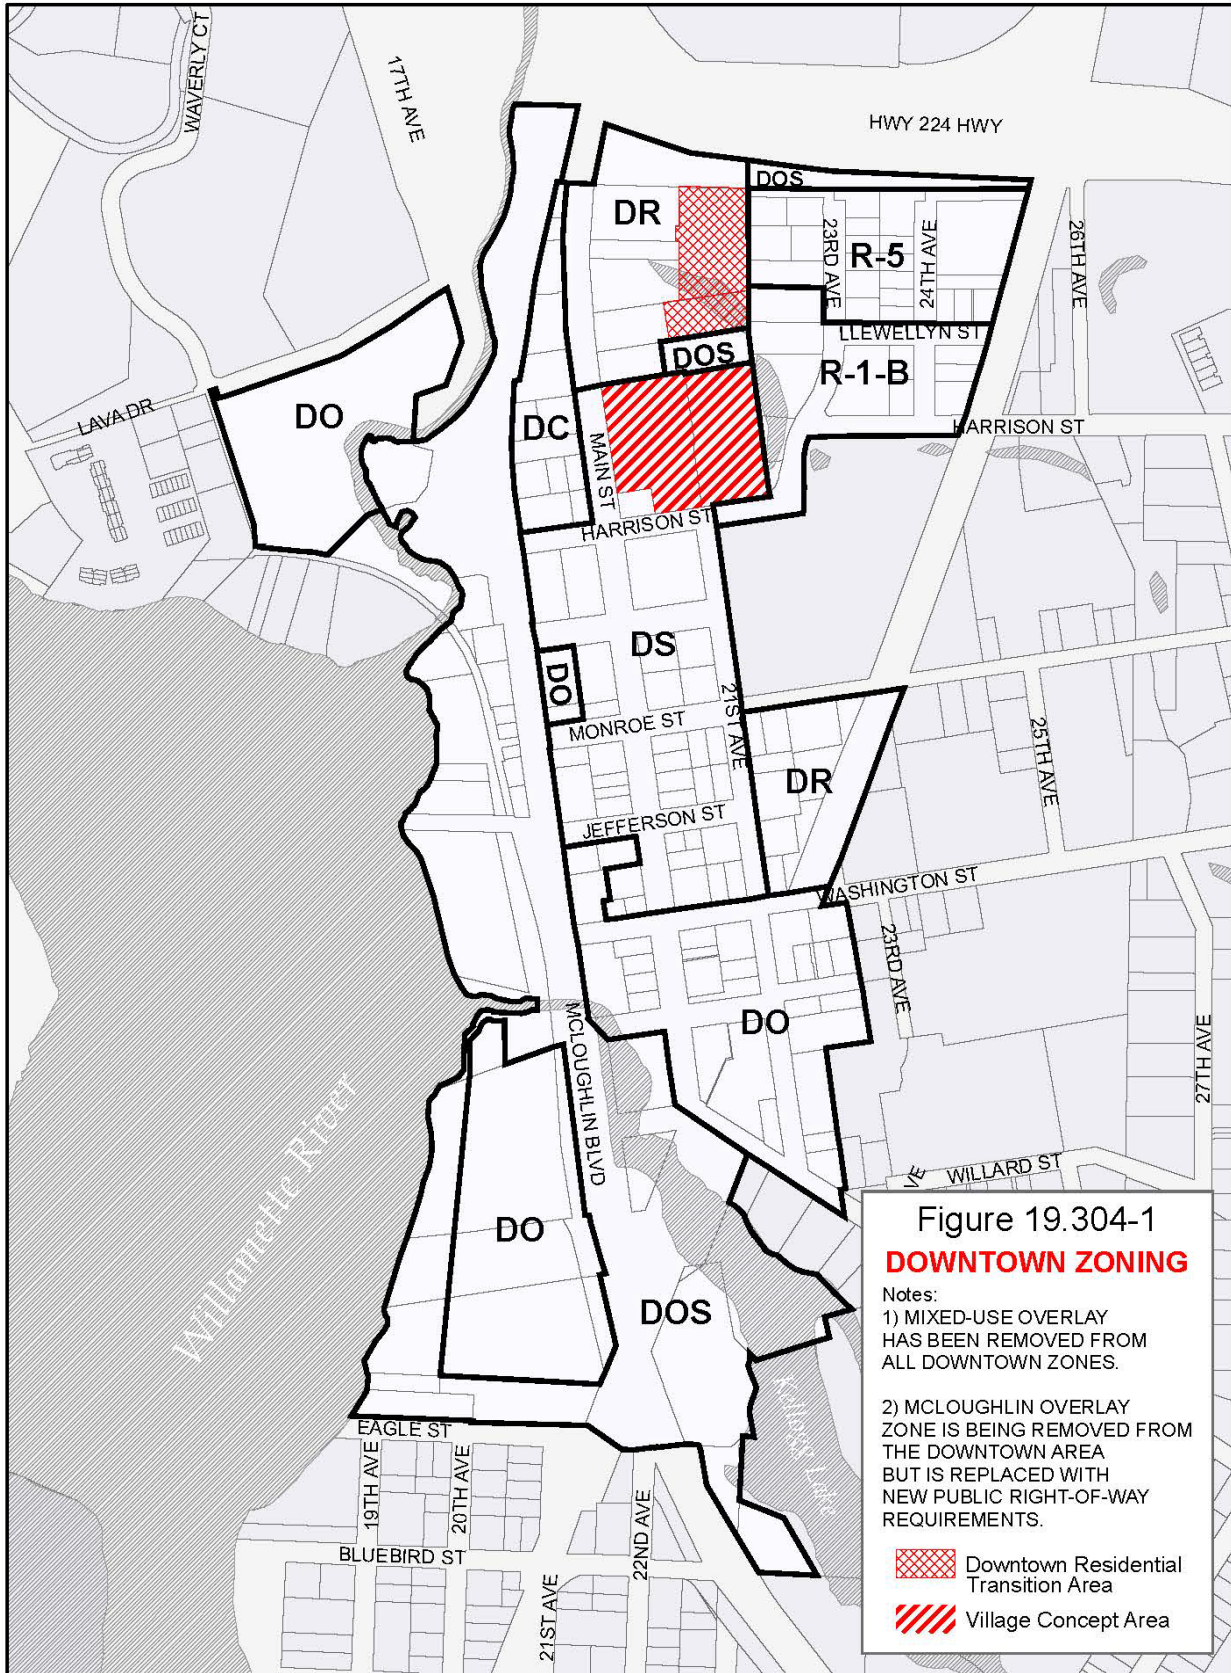 WAVERLY CT
17TH AVE
HWY 224 HWY
DOS
DR
23RD AVE
R-5
24TH AVE
26TH AVE
LLEWELLYN ST
DOS
R-1-B
DO
LAVA DR
DC
MAIN ST
HARRISON ST
HARRISON ST
DS
DO
21ST AVE
MONROE ST
25TH AVE
DR
JEFFERSON ST
WASHINGTON ST
23RD AVE
DO
MCLOUGHLIN BLVD
27TH AVE
Willamette River
VE
WILLARD ST
DO
DOS
Kellogg Lake
EAGLE ST
19TH AVE
20TH AVE
22ND AVE
BLUEBIRD ST
21ST AVE
Figure 19.304-1
DOWNTOWN ZONING
Notes:
1) MIXED-USE OVERLAY
HAS BEEN REMOVED FROM
ALL DOWNTOWN ZONES.
2) MCLOUGHLIN OVERLAY
ZONE IS BEING REMOVED FROM
THE DOWNTOWN AREA
BUT IS REPLACED WITH
NEW PUBLIC RIGHT-OF-WAY
REQUIREMENTS.
Downtown Residential
Transition Area
Village Concept Area